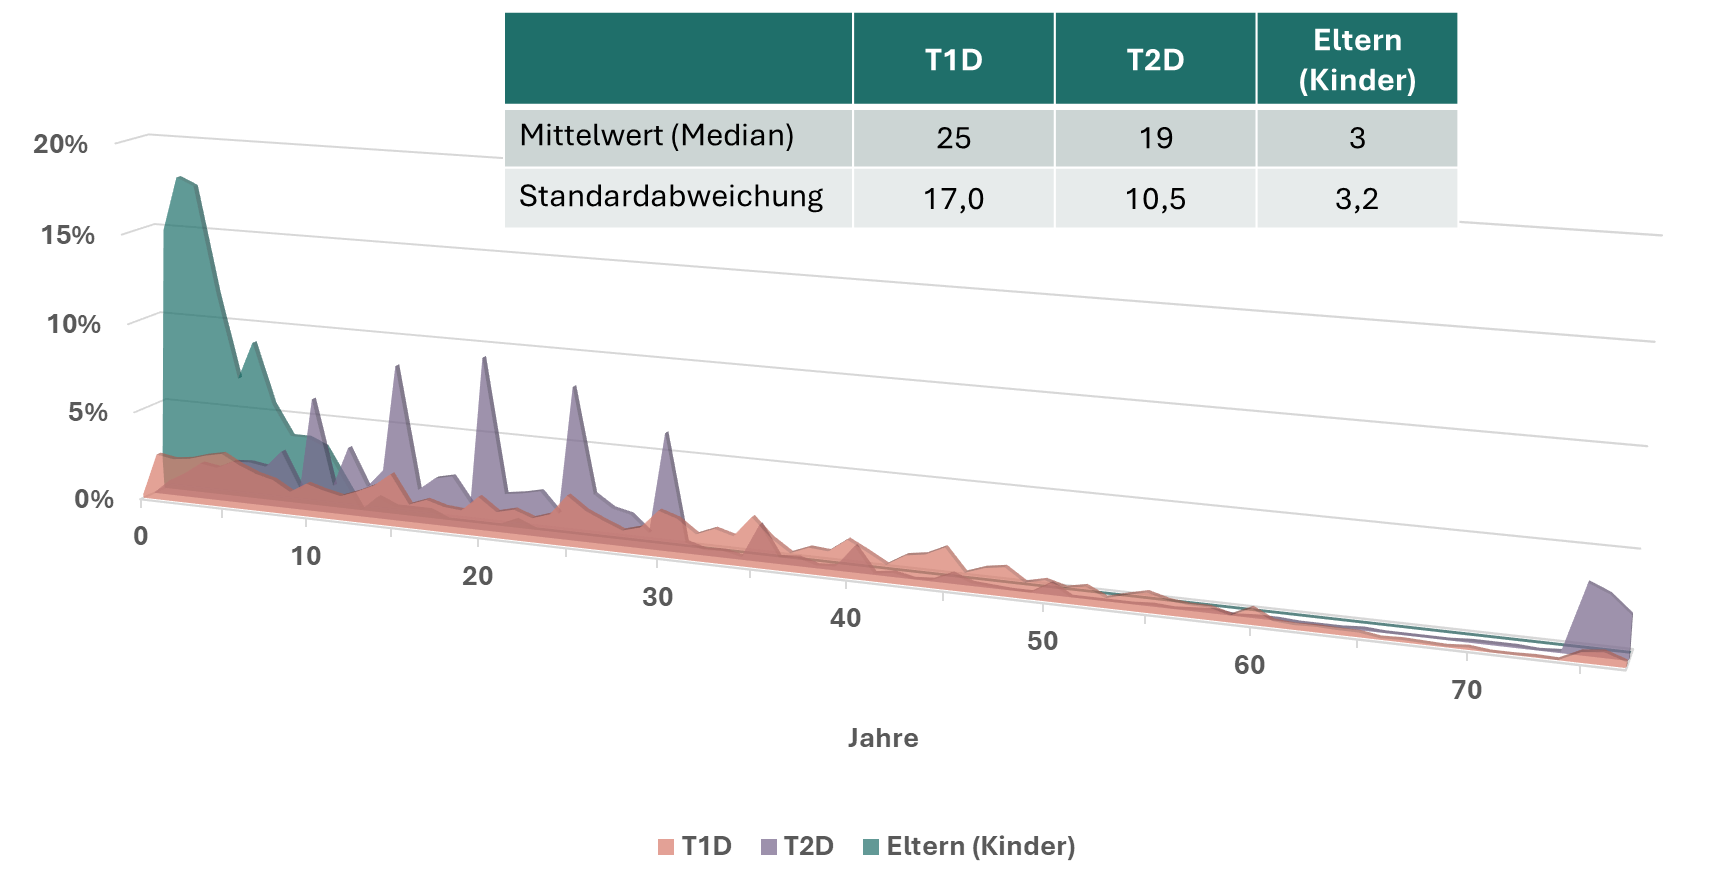 T1D T2D Eltern
(Kinder)
Mittelwert (Median) 25 19 3
Standardabweichung 17,0 10,5 3,2
20%
15%
10%
5%
0%
0 10 20 30 40 50 60 70
Jahre
T1D T2D Eltern (Kinder)